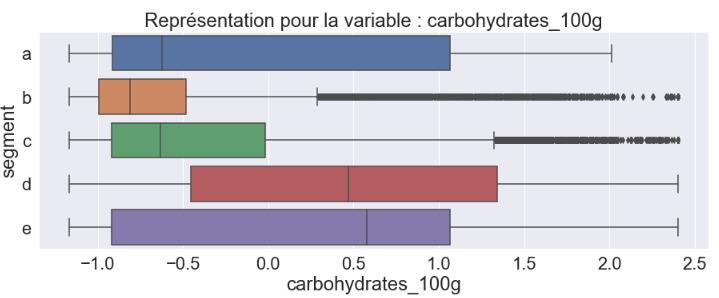 Représentation pour la variable : carbohydrates_100g
segment
a
b
c
d
e
−1.0 −0.5 0.0 0.5 1.0 1.5 2.0 2.5
carbohydrates_100g